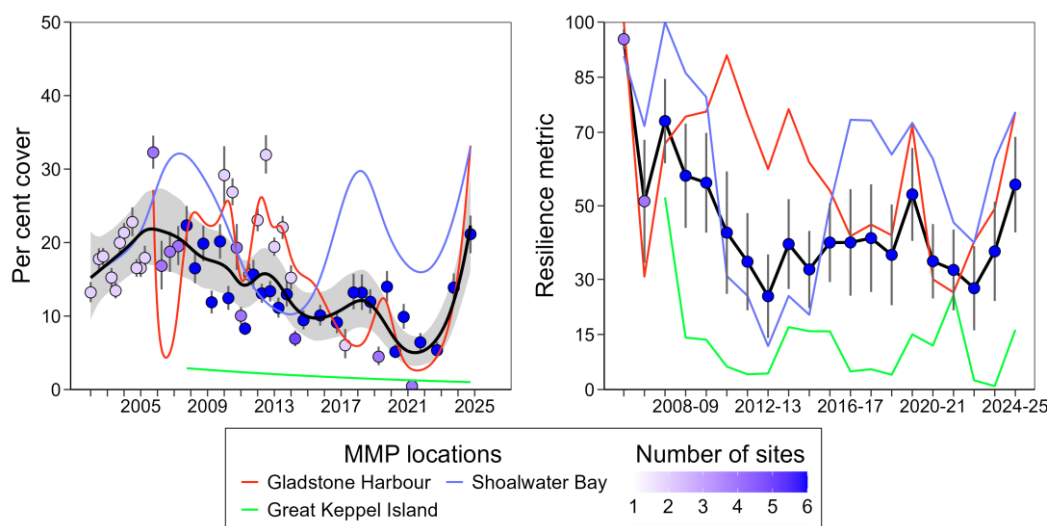 Per cent cover
50
40
30
20
10
0
2005 2009 2013 2017 2021 2025
Resilience metric
100
85
70
50
30
15
0
2008-09 2012-13 2016-17 2020-21 2024-25
MMP locations
Gladstone Harbour Shoalwater Bay
Great Keppel Island
Number of sites
1 2 3 4 5 6